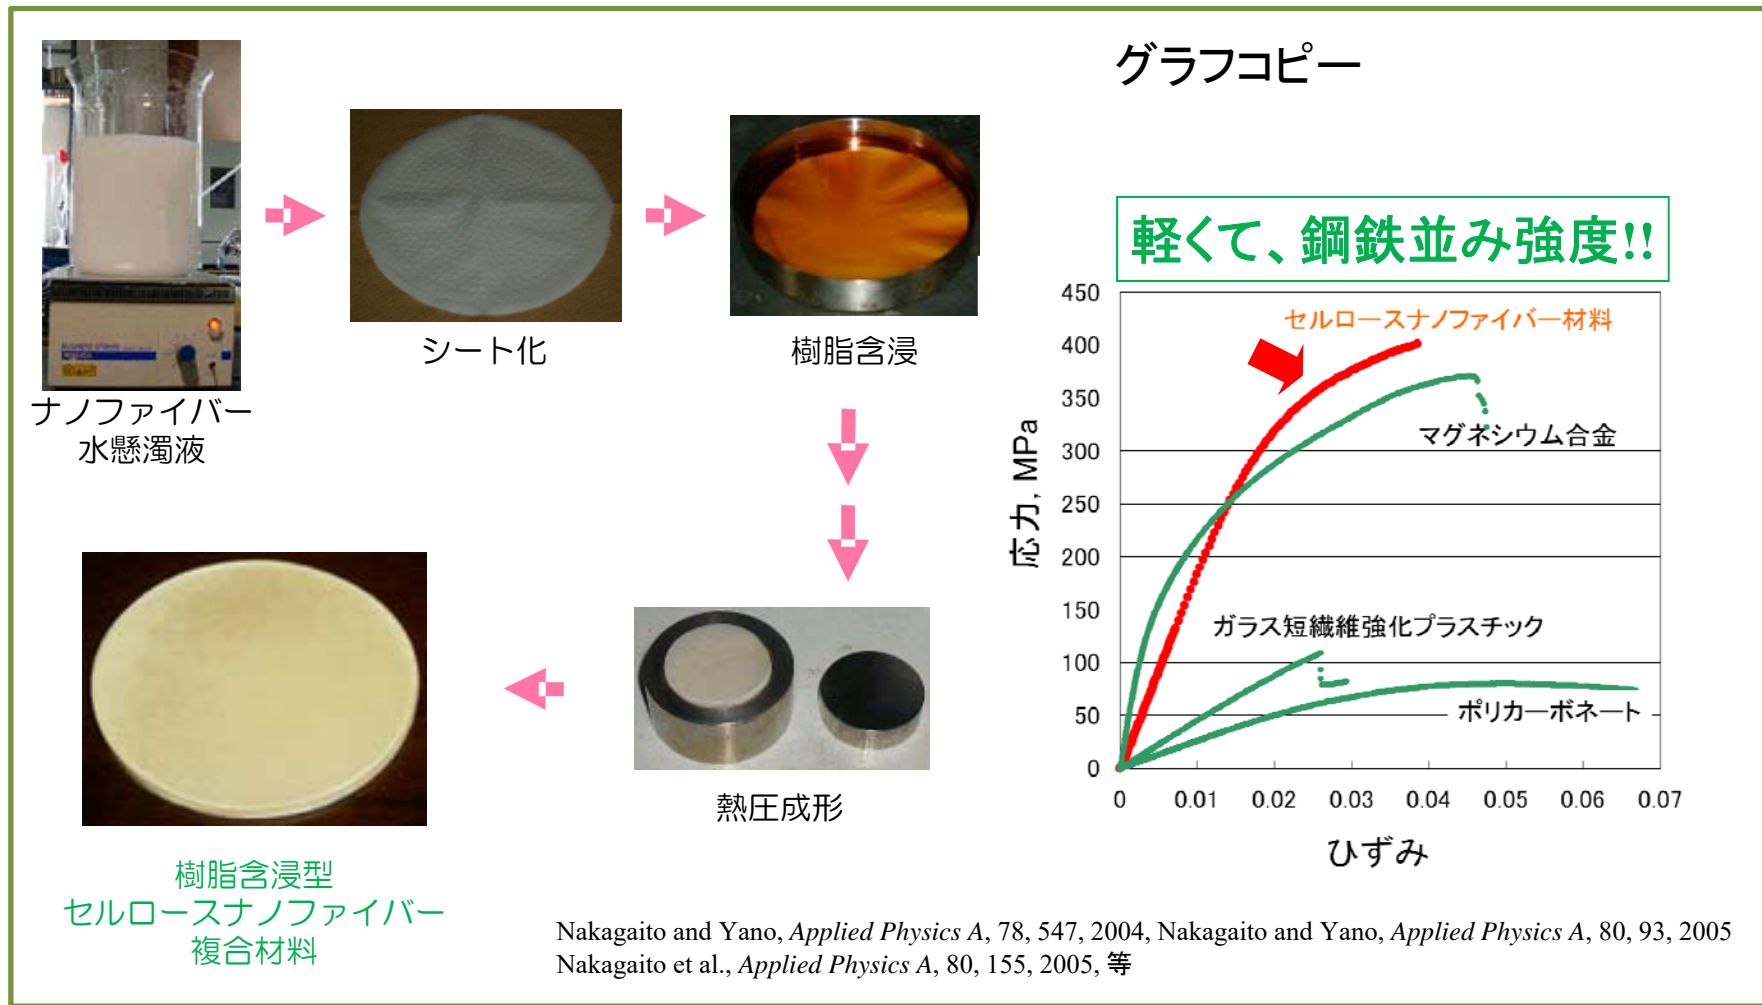 グラフコピー
ナノファイバー
水懸濁液
シート化
樹脂含浸
熱圧成形
樹脂含浸型
セルロースナノファイバー
複合材料
軽くて、鋼鉄並み強度!!
セルロースナノファイバー材料
マグネシウム合金
ガラス短繊維強化プラスチック
ポリカーボネート
応力, MPa
450
400
350
300
250
200
150
100
50
0
0 0.01 0.02 0.03 0.04 0.05 0.06 0.07
ひずみ
Nakagaito and Yano, Applied Physics A, 78, 547, 2004, Nakagaito and Yano, Applied Physics A, 80, 93, 2005
Nakagaito et al., Applied Physics A, 80, 155, 2005, 等